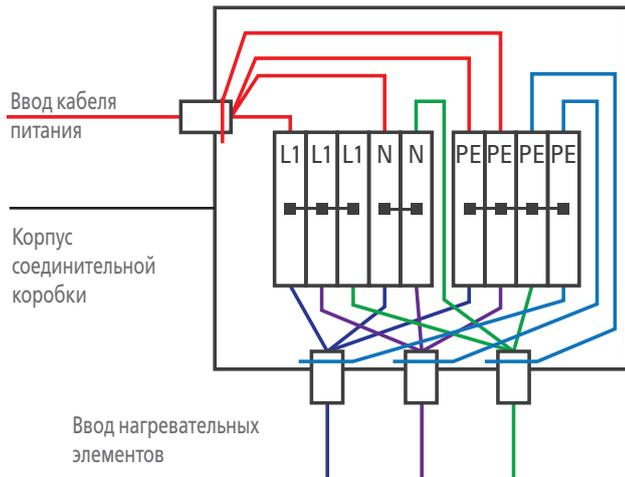 Ввод кабеля
питания
L1 L1 L1 N N PE PE PE PE
Корпус
соединительной
коробки
Ввод нагревательных
элементов